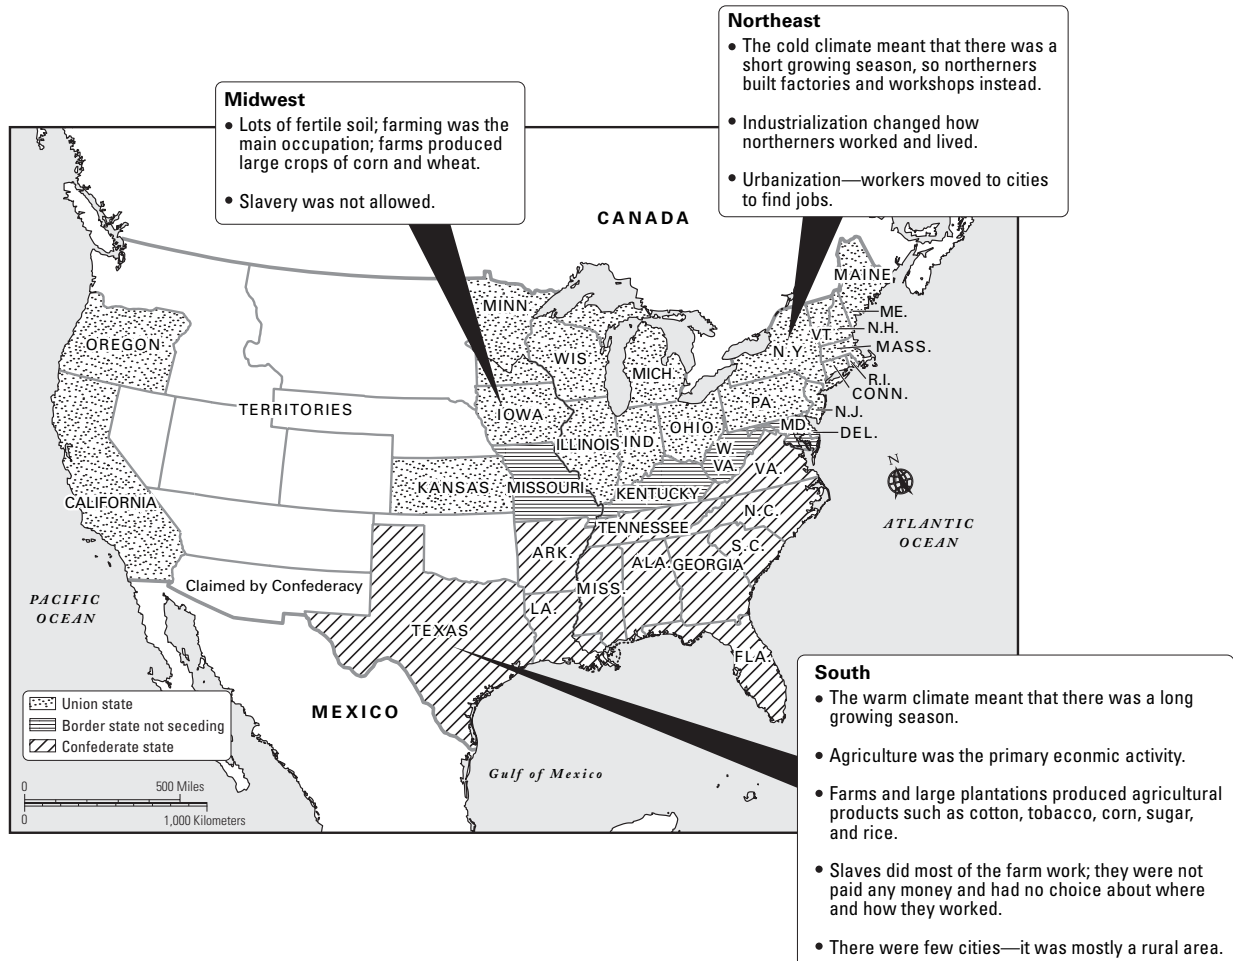 Northeast
• The cold climate meant that there was a
short growing season, so northerners
built factories and workshops instead.
• Industrialization changed how
northerners worked and lived.
• Urbanization—workers moved to cities
to find jobs.
Midwest
• Lots of fertile soil; farming was the
main occupation; farms produced
large crops of corn and wheat.
• Slavery was not allowed.
CANADA
MAINE
MINN
ME.
VT.
N.H.
OREGON
WIS.
N.Y.
MASS.
MICH.
R.I.
CONN.
TERRITORIES
IOWA
PA.
N.J.
OHIO
MD.
DEL.
ILLINOIS
IND.
W.
VA.
VA.
KANSAS
MISSOURI
KENTUCKY
CALIFORNIA
N
N.C.
TENNESSEE
ATLANTIC
OCEAN
ARK.
S.C.
ALA.
GEORGIA
Claimed by Confederacy
MISS.
PACIFIC
OCEAN
LA.
TEXAS
FLA.
MEXICO
Union state
Border state not seceding
Confederate state
Gulf of Mexico
0 500 Miles
0 1,000 Kilometers
South
• The warm climate meant that there was a long
growing season.
• Agriculture was the primary econmic activity.
• Farms and large plantations produced agricultural
products such as cotton, tobacco, corn, sugar,
and rice.
• Slaves did most of the farm work; they were not
paid any money and had no choice about where
and how they worked.
• There were few cities—it was mostly a rural area.